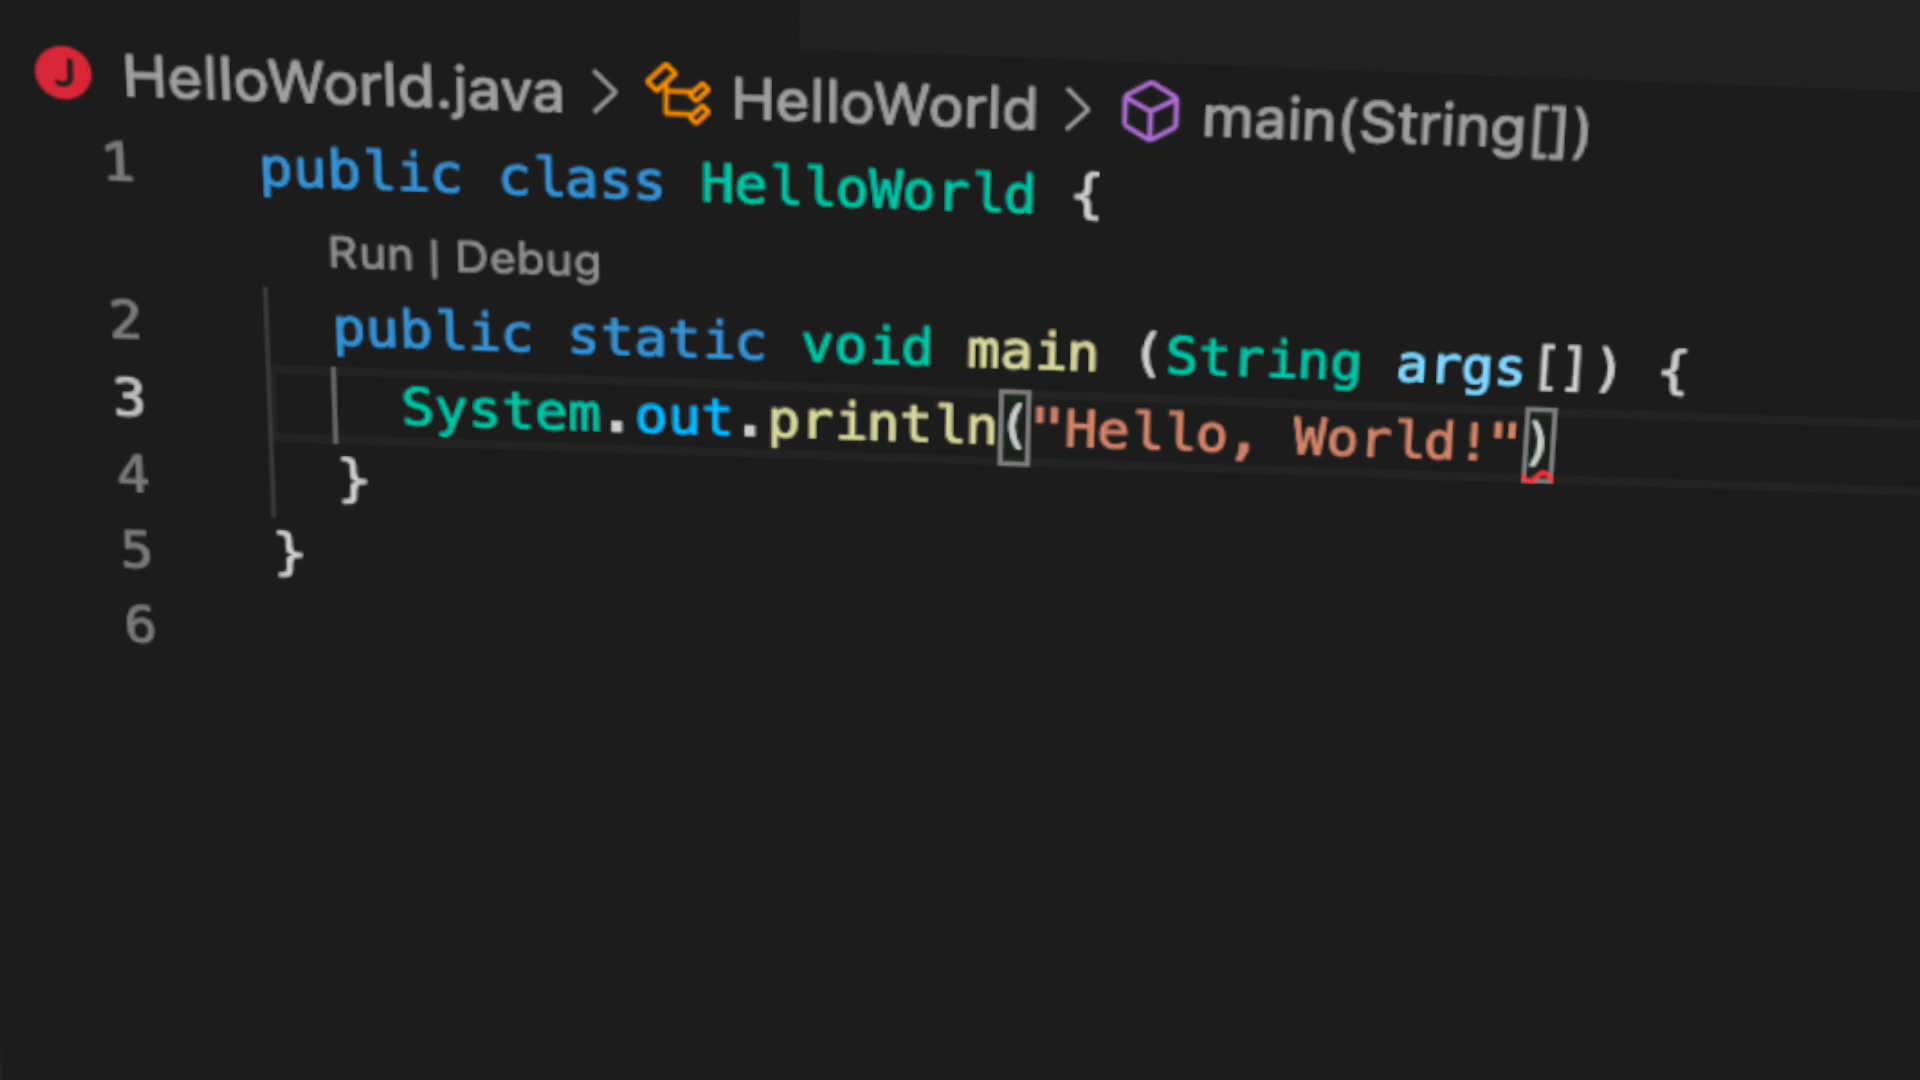 J HelloWorld.java > HelloWorld > main(String[])
1 public class HelloWorld {
Run | Debug
2 public static void main (String args[]) {
3 System.out.println("Hello, World!")
4 }
5 }
6